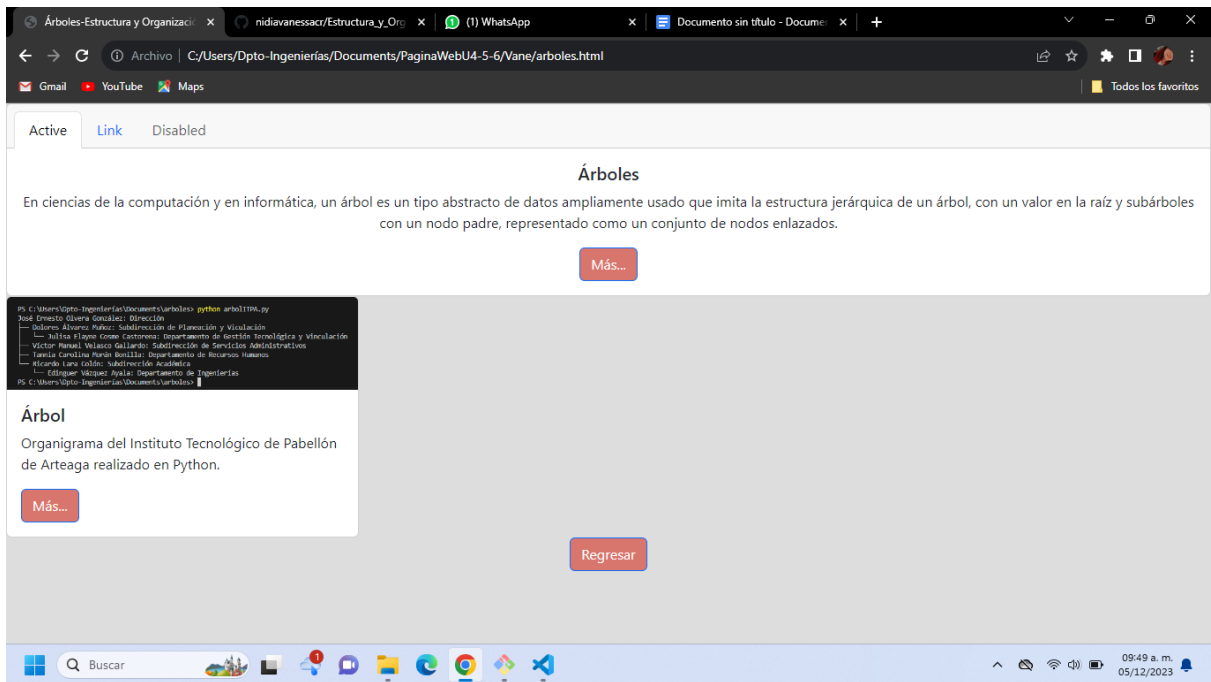 Árboles-Estructura y Organizació
nidiavanessacr/Estructura_y_Org
(1) WhatsApp
Documento sin título - Documen
Archivo
C:/Users/Dpto-Ingenierías/Documents/PaginaWebU4-5-6/Vane/arboles.html
Gmail
YouTube
Maps
Todos los favoritos
Active
Link
Disabled
Árboles
En ciencias de la computación y en informática, un árbol es un tipo abstracto de datos ampliamente usado que imita la estructura jerárquica de un árbol, con un valor en la raíz y subárboles
con un nodo padre, representado como un conjunto de nodos enlazados.
Más...
PS C:\Users\Dpto-Ingenierías\Documents\arboles> python arbolITPA.py
José Ernesto Olvera González: Dirección
Dolores Álvarez Muñoz: Subdirección de Planeación y Viculación
Julisa Elayne Cosme Castorena: Departamento de Gestión Tecnológica y Vinculación
Víctor Manuel Velasco Gallardo: Subdirección de Servicios Administrativos
Tannia Carolina Morán Bonilla: Departamento de Recursos Humanos
Ricardo Lara Colón: Subdirección Académica
Edinguer Vázquez Ayala: Departamento de Ingenierías
PS C:\Users\Dpto-Ingenierías\Documents\arboles>
Árbol
Organigrama del Instituto Tecnológico de Pabellón
de Arteaga realizado en Python.
Más...
Regresar
Buscar
1
09:49 a. m.
05/12/2023